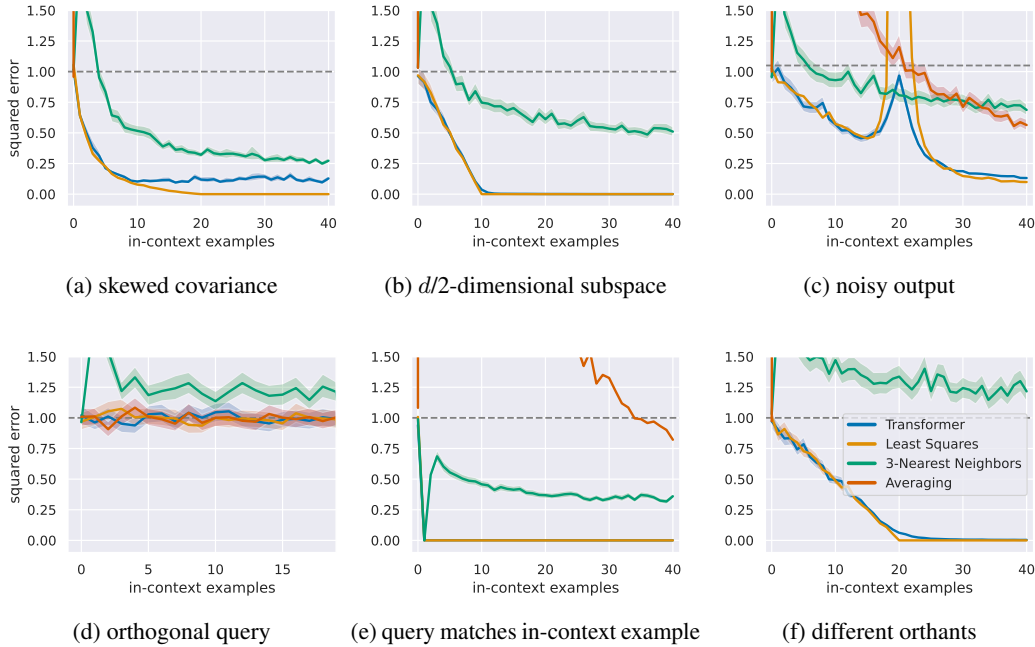 1.50
1.25
1.00
0.75
0.50
0.25
0.00
squared error
0 10 20 30 40
in-context examples
(a) skewed covariance
1.50
1.25
1.00
0.75
0.50
0.25
0.00
0 10 20 30 40
in-context examples
(b) d/2-dimensional subspace
1.50
1.25
1.00
0.75
0.50
0.25
0.00
0 10 20 30 40
in-context examples
(c) noisy output
1.50
1.25
1.00
0.75
0.50
0.25
0.00
squared error
0 5 10 15
in-context examples
(d) orthogonal query
1.50
1.25
1.00
0.75
0.50
0.25
0.00
0 10 20 30 40
in-context examples
(e) query matches in-context example
1.50
1.25
1.00
0.75
0.50
0.25
0.00
Transformer
Least Squares
3-Nearest Neighbors
Averaging
0 10 20 30 40
in-context examples
(f) different orthants